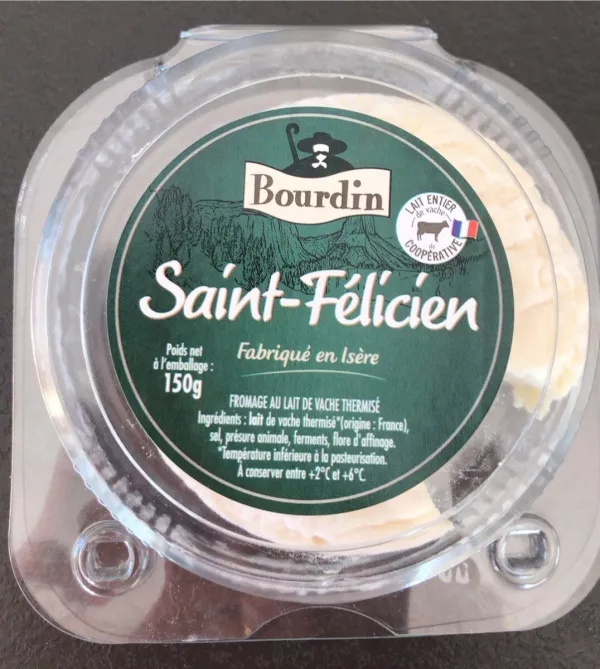 Bourdin
LAIT ENTIER
de vache
de
COOPÉRATIVE
Saint-Félicien
Fabriqué en Isère
Poids net
à l'emballage :
150g
FROMAGE AU LAIT DE VACHE THERMISÉ
Ingrédients : lait de vache thermisé*(origine : France),
sel, présure animale, ferments, flore d'affinage.
*Température inférieure à la pasteurisation.
À conserver entre +2°C et +6°C